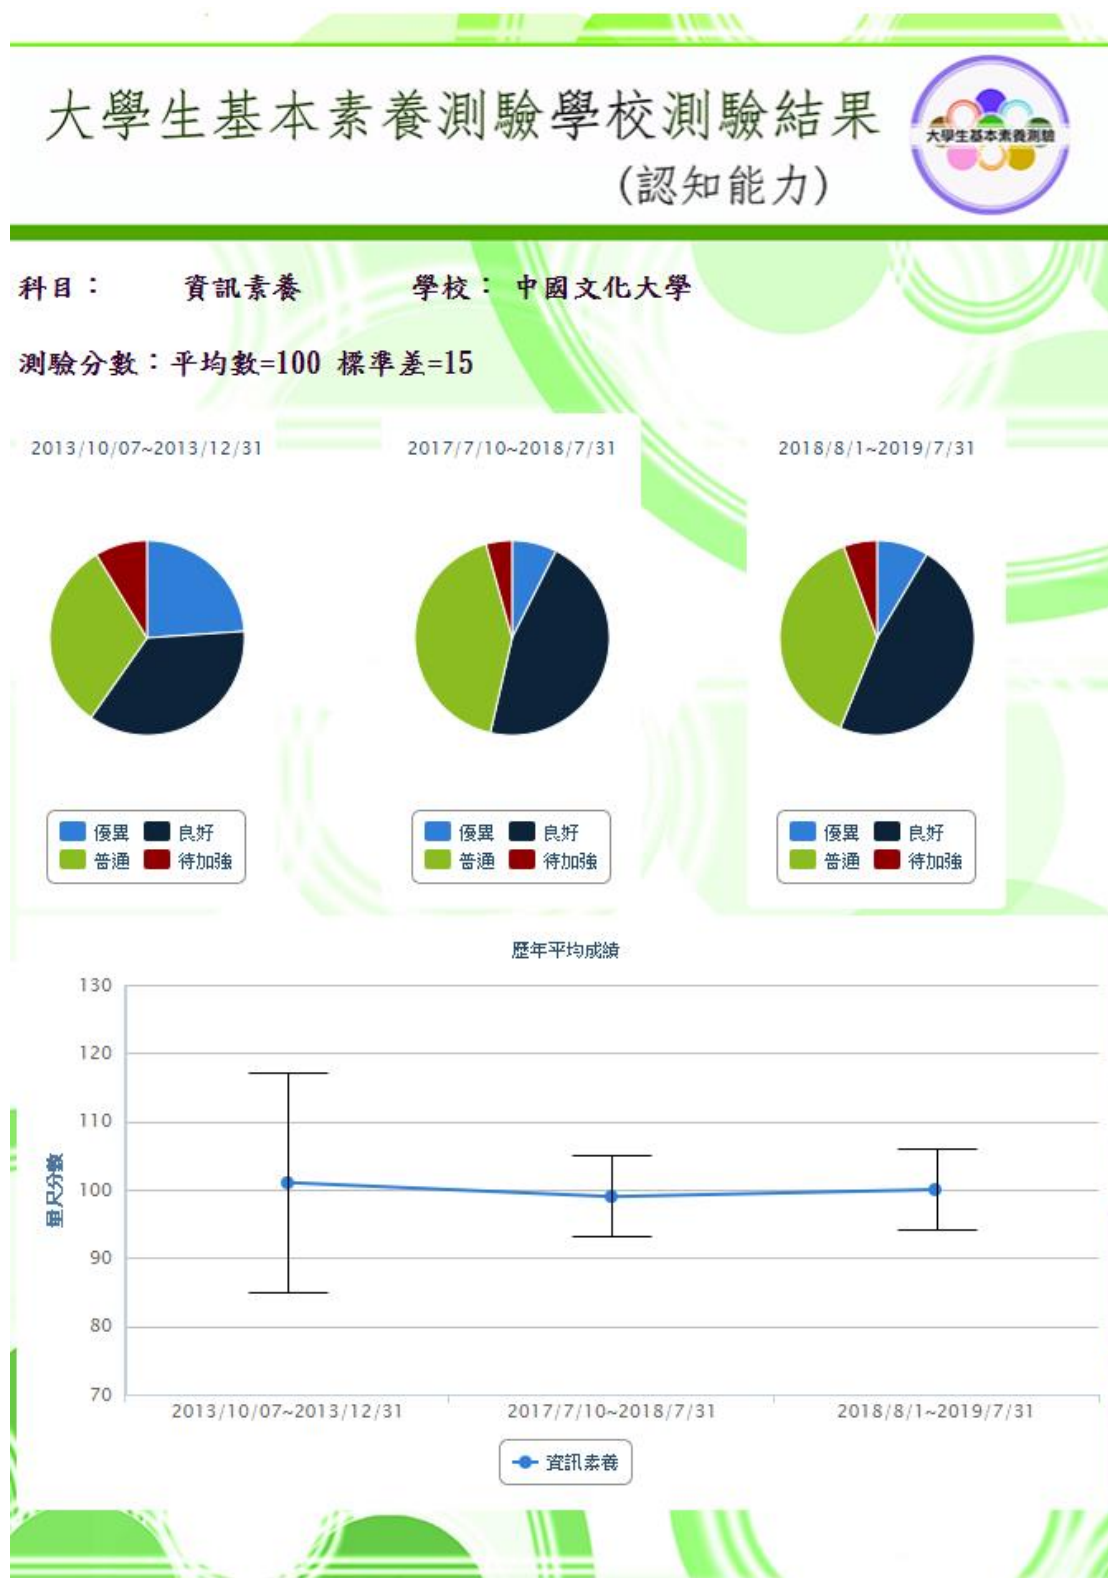 大學生基本素養測驗學校測驗結果
(認知能力)
大學生基本素養測驗
科目： 資訊素養 學校： 中國文化大學
測驗分數：平均數=100 標準差=15
2013/10/07~2013/12/31 2017/7/10~2018/7/31 2018/8/1~2019/7/31
優異 良好 優異 良好 優異 良好
普通 待加強 普通 待加強 普通 待加強
歷年平均成績
130
120
110
100
90
80
70
量尺分數
2013/10/07~2013/12/31 2017/7/10~2018/7/31 2018/8/1~2019/7/31
資訊素養